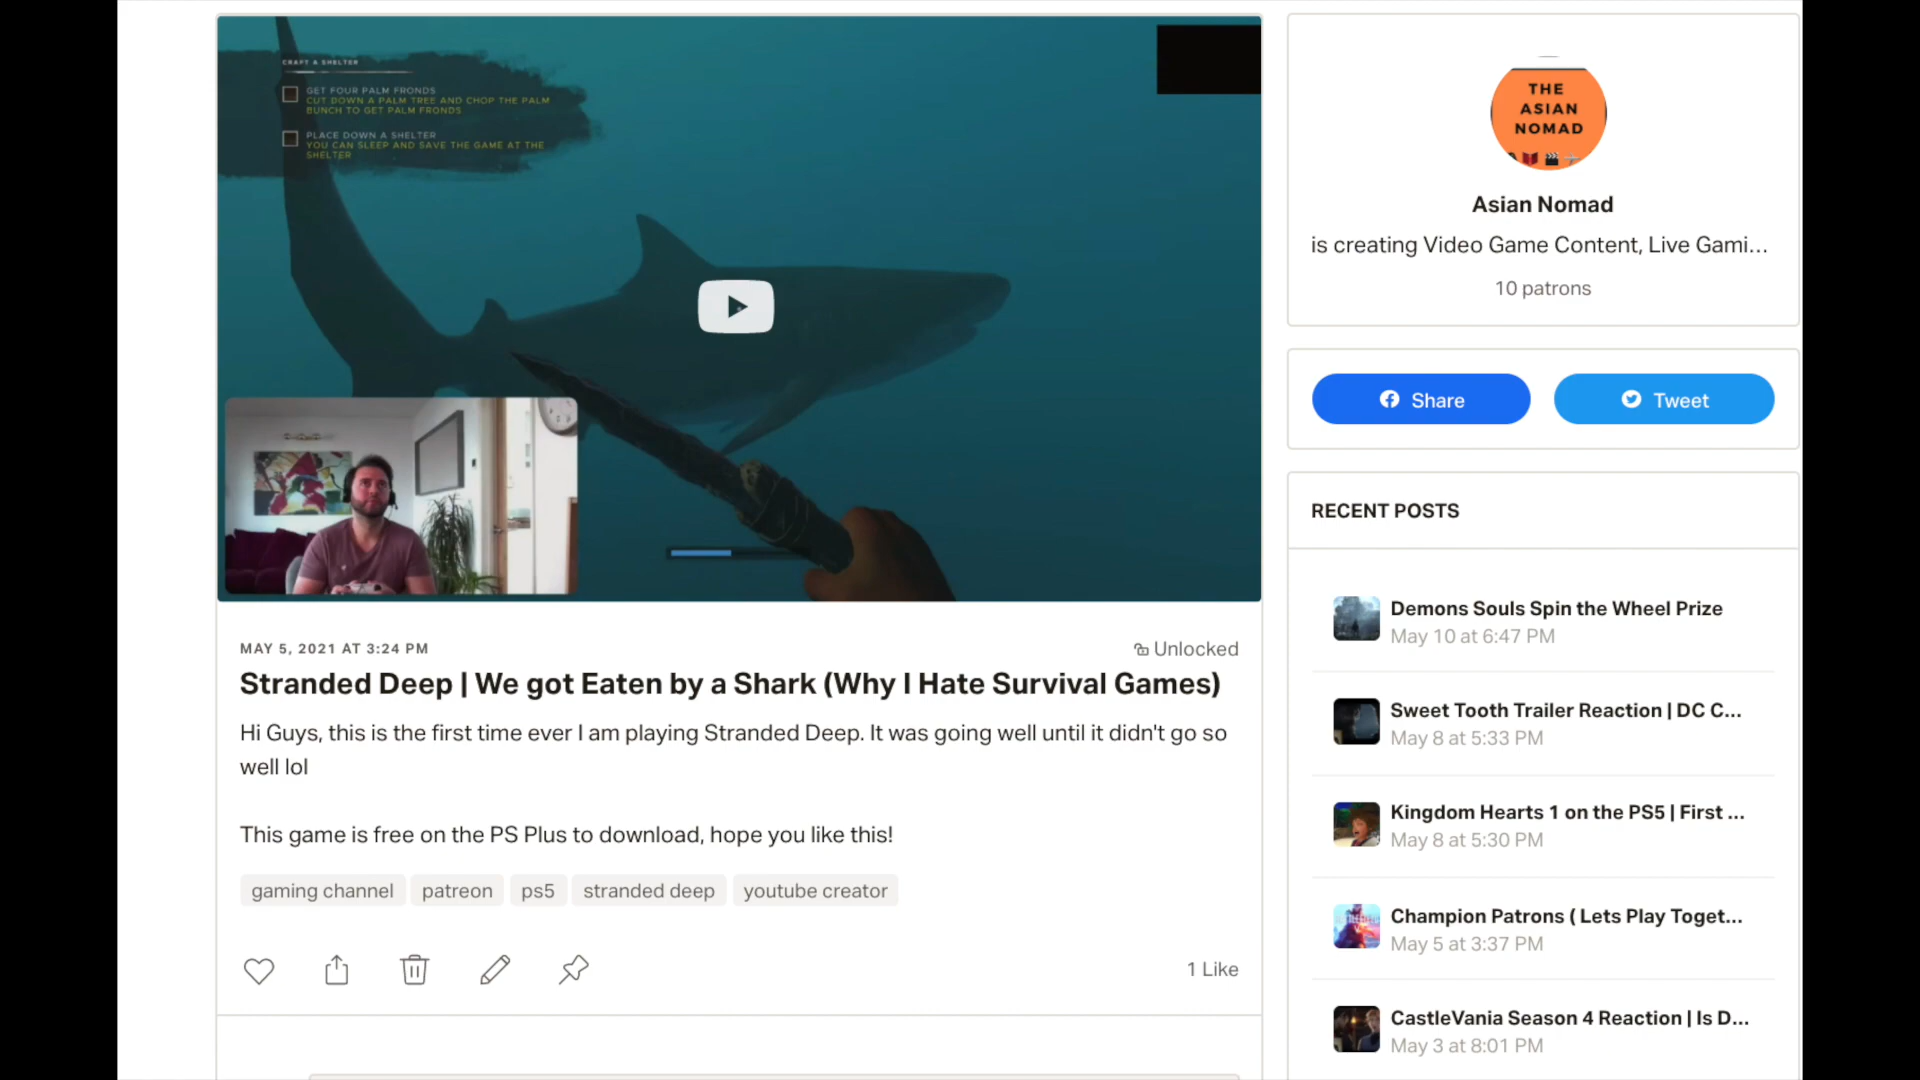 CRAFT A SHELTER
GET FOUR PALM FRONDS
CUT DOWN A PALM TREE AND CHOP THE PALM
BUNCH TO GET PALM FRONDS
PLACE DOWN A SHELTER
YOU CAN SLEEP AND SAVE THE GAME AT THE
SHELTER
MAY 5, 2021 AT 3:24 PM
Unlocked
Stranded Deep | We got Eaten by a Shark (Why I Hate Survival Games)
Hi Guys, this is the first time ever I am playing Stranded Deep. It was going well until it didn't go so
well lol
This game is free on the PS Plus to download, hope you like this!
gaming channel patreon ps5 stranded deep youtube creator
1 Like
THE
ASIAN
NOMAD
Asian Nomad
is creating Video Game Content, Live Gami...
10 patrons
Share
Tweet
RECENT POSTS
Demons Souls Spin the Wheel Prize
May 10 at 6:47 PM
Sweet Tooth Trailer Reaction | DC C...
May 8 at 5:33 PM
Kingdom Hearts 1 on the PS5 | First ...
May 8 at 5:30 PM
Champion Patrons ( Lets Play Toget...
May 5 at 3:37 PM
CastleVania Season 4 Reaction | Is D...
May 3 at 8:01 PM